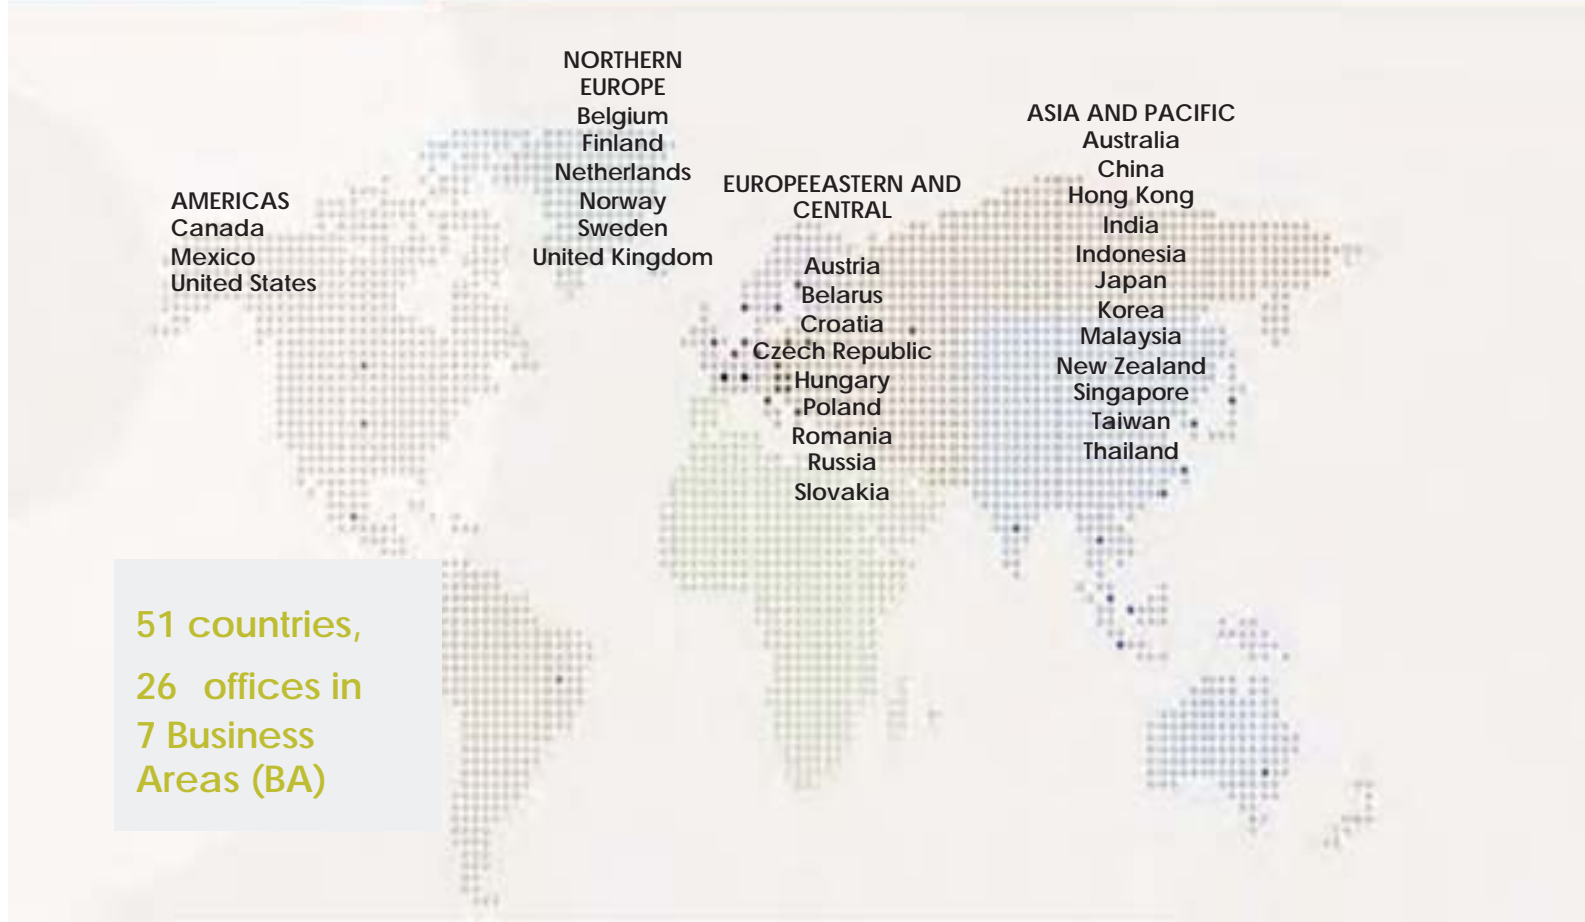 AMERICAS
Canada
Mexico
United States
NORTHERN
EUROPE
Belgium
Finland
Netherlands
Norway
Sweden
United Kingdom
EUROPEEASTERN AND
CENTRAL
Austria
Belarus
Croatia
Czech Republic
Hungary
Poland
Romania
Russia
Slovakia
ASIA AND PACIFIC
Australia
China
Hong Kong
India
Indonesia
Japan
Korea
Malaysia
New Zealand
Singapore
Taiwan
Thailand
51 countries,
26 offices in
7 Business
Areas (BA)